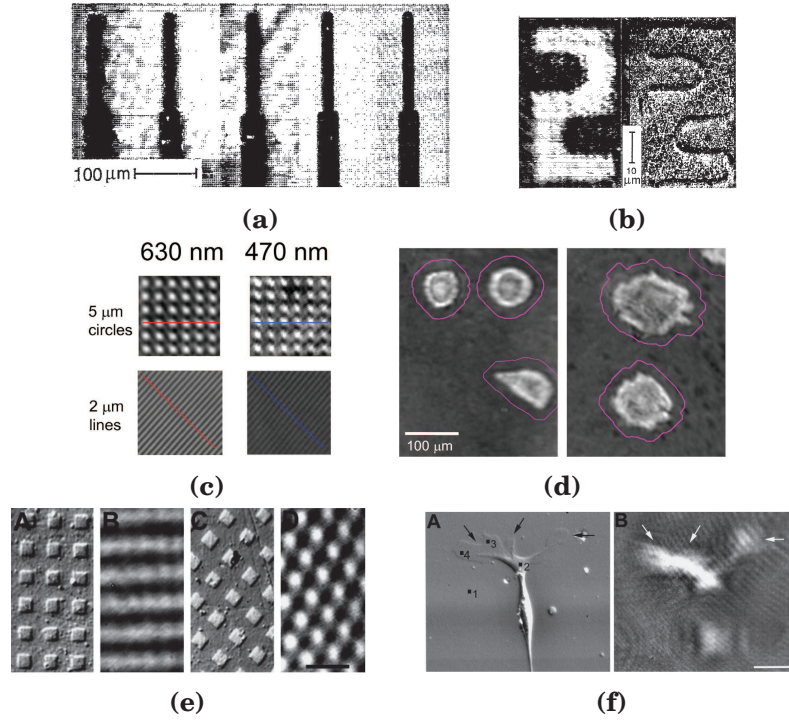 100 μm
10
μm
(a)
(b)
630 nm 470 nm
5 μm
circles
2 μm
lines
100 μm
(c)
(d)
A
B
C
D
A
B
1
2
3
4
(e)
(f)